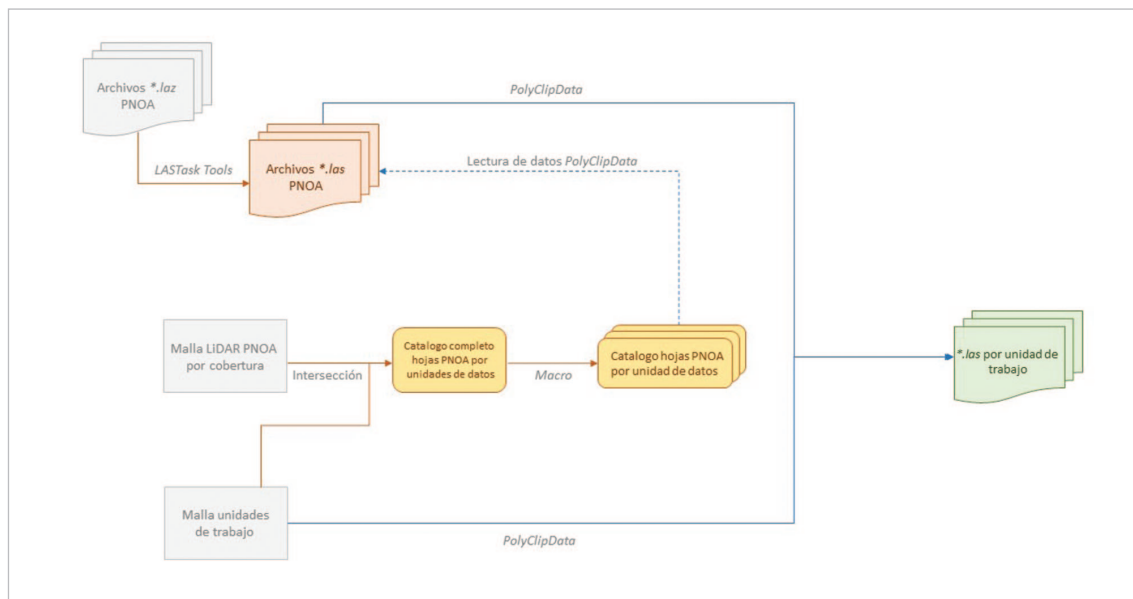 Archivos *.laz
PNOA
PolyClipData
LASTask Tools
Archivos *.las
PNOA
Lectura de datos PolyClipData
Malla LiDAR PNOA
por cobertura
Intersección
Catalogo completo
hojas PNOA por
unidades de datos
Macro
Catalogo hojas PNOA
por unidad de datos
*.las por unidad de
trabajo
Malla unidades
de trabajo
PolyClipData